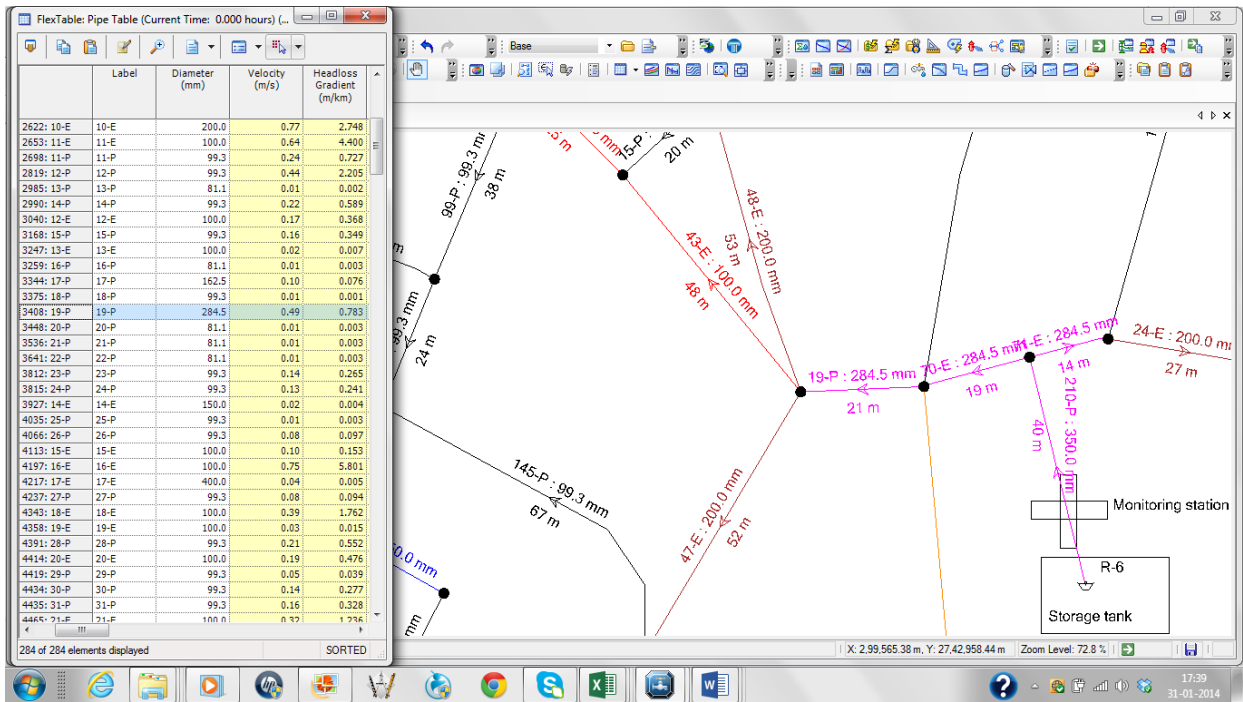 FlexTable: Pipe Table (Current Time: 0.000 hours) (...
Label Diameter (mm) Velocity (m/s) Headloss Gradient (m/km)
2622: 10-E 10-E 200.0 0.77 2.748
2653: 11-E 11-E 100.0 0.64 4.400
2698: 11-P 11-P 99.3 0.24 0.727
2819: 12-P 12-P 99.3 0.44 2.205
2985: 13-P 13-P 81.1 0.01 0.002
2990: 14-P 14-P 99.3 0.22 0.589
3040: 12-E 12-E 100.0 0.17 0.368
3168: 15-P 15-P 99.3 0.16 0.349
3247: 13-E 13-E 100.0 0.02 0.007
3259: 16-P 16-P 81.1 0.01 0.003
3344: 17-P 17-P 162.5 0.10 0.076
3375: 18-P 18-P 99.3 0.01 0.001
3408: 19-P 19-P 284.5 0.49 0.783
3448: 20-P 20-P 81.1 0.01 0.003
3536: 21-P 21-P 81.1 0.01 0.003
3641: 22-P 22-P 81.1 0.01 0.003
3812: 23-P 23-P 99.3 0.14 0.265
3815: 24-P 24-P 99.3 0.13 0.241
3927: 14-E 14-E 150.0 0.02 0.004
4035: 25-P 25-P 99.3 0.01 0.003
4066: 26-P 26-P 99.3 0.08 0.097
4113: 15-E 15-E 100.0 0.10 0.153
4197: 16-E 16-E 100.0 0.75 5.801
4217: 17-E 17-E 400.0 0.04 0.005
4237: 27-P 27-P 99.3 0.08 0.094
4343: 18-E 18-E 100.0 0.39 1.762
4358: 19-E 19-E 100.0 0.03 0.015
4391: 28-P 28-P 99.3 0.21 0.552
4414: 20-E 20-E 100.0 0.19 0.476
4419: 29-P 29-P 99.3 0.05 0.039
4434: 30-P 30-P 99.3 0.14 0.277
4435: 31-P 31-P 99.3 0.16 0.328
4465: 21-E 21-E 100.0 0.32 1.236
284 of 284 elements displayed SORTED
Base
99-P : 99.3 mm
38 m
15-P :
20 m
48-E : 200.0 mm
53 m
43-E : 100.0 mm
48 m
99.3 mm
24 m
19-P : 284.5 mm
21 m
70-E : 284.5 mm
19 m
71-E : 284.5 mm
14 m
24-E : 200.0 m
27 m
210-P : 350.0 mm
40 m
145-P : 99.3 mm
67 m
47-E : 200.0 mm
52 m
Monitoring station
R-6
Storage tank
X: 2,99,565.38 m, Y: 27,42,958.44 m Zoom Level: 72.8 %
17:39
31-01-2014